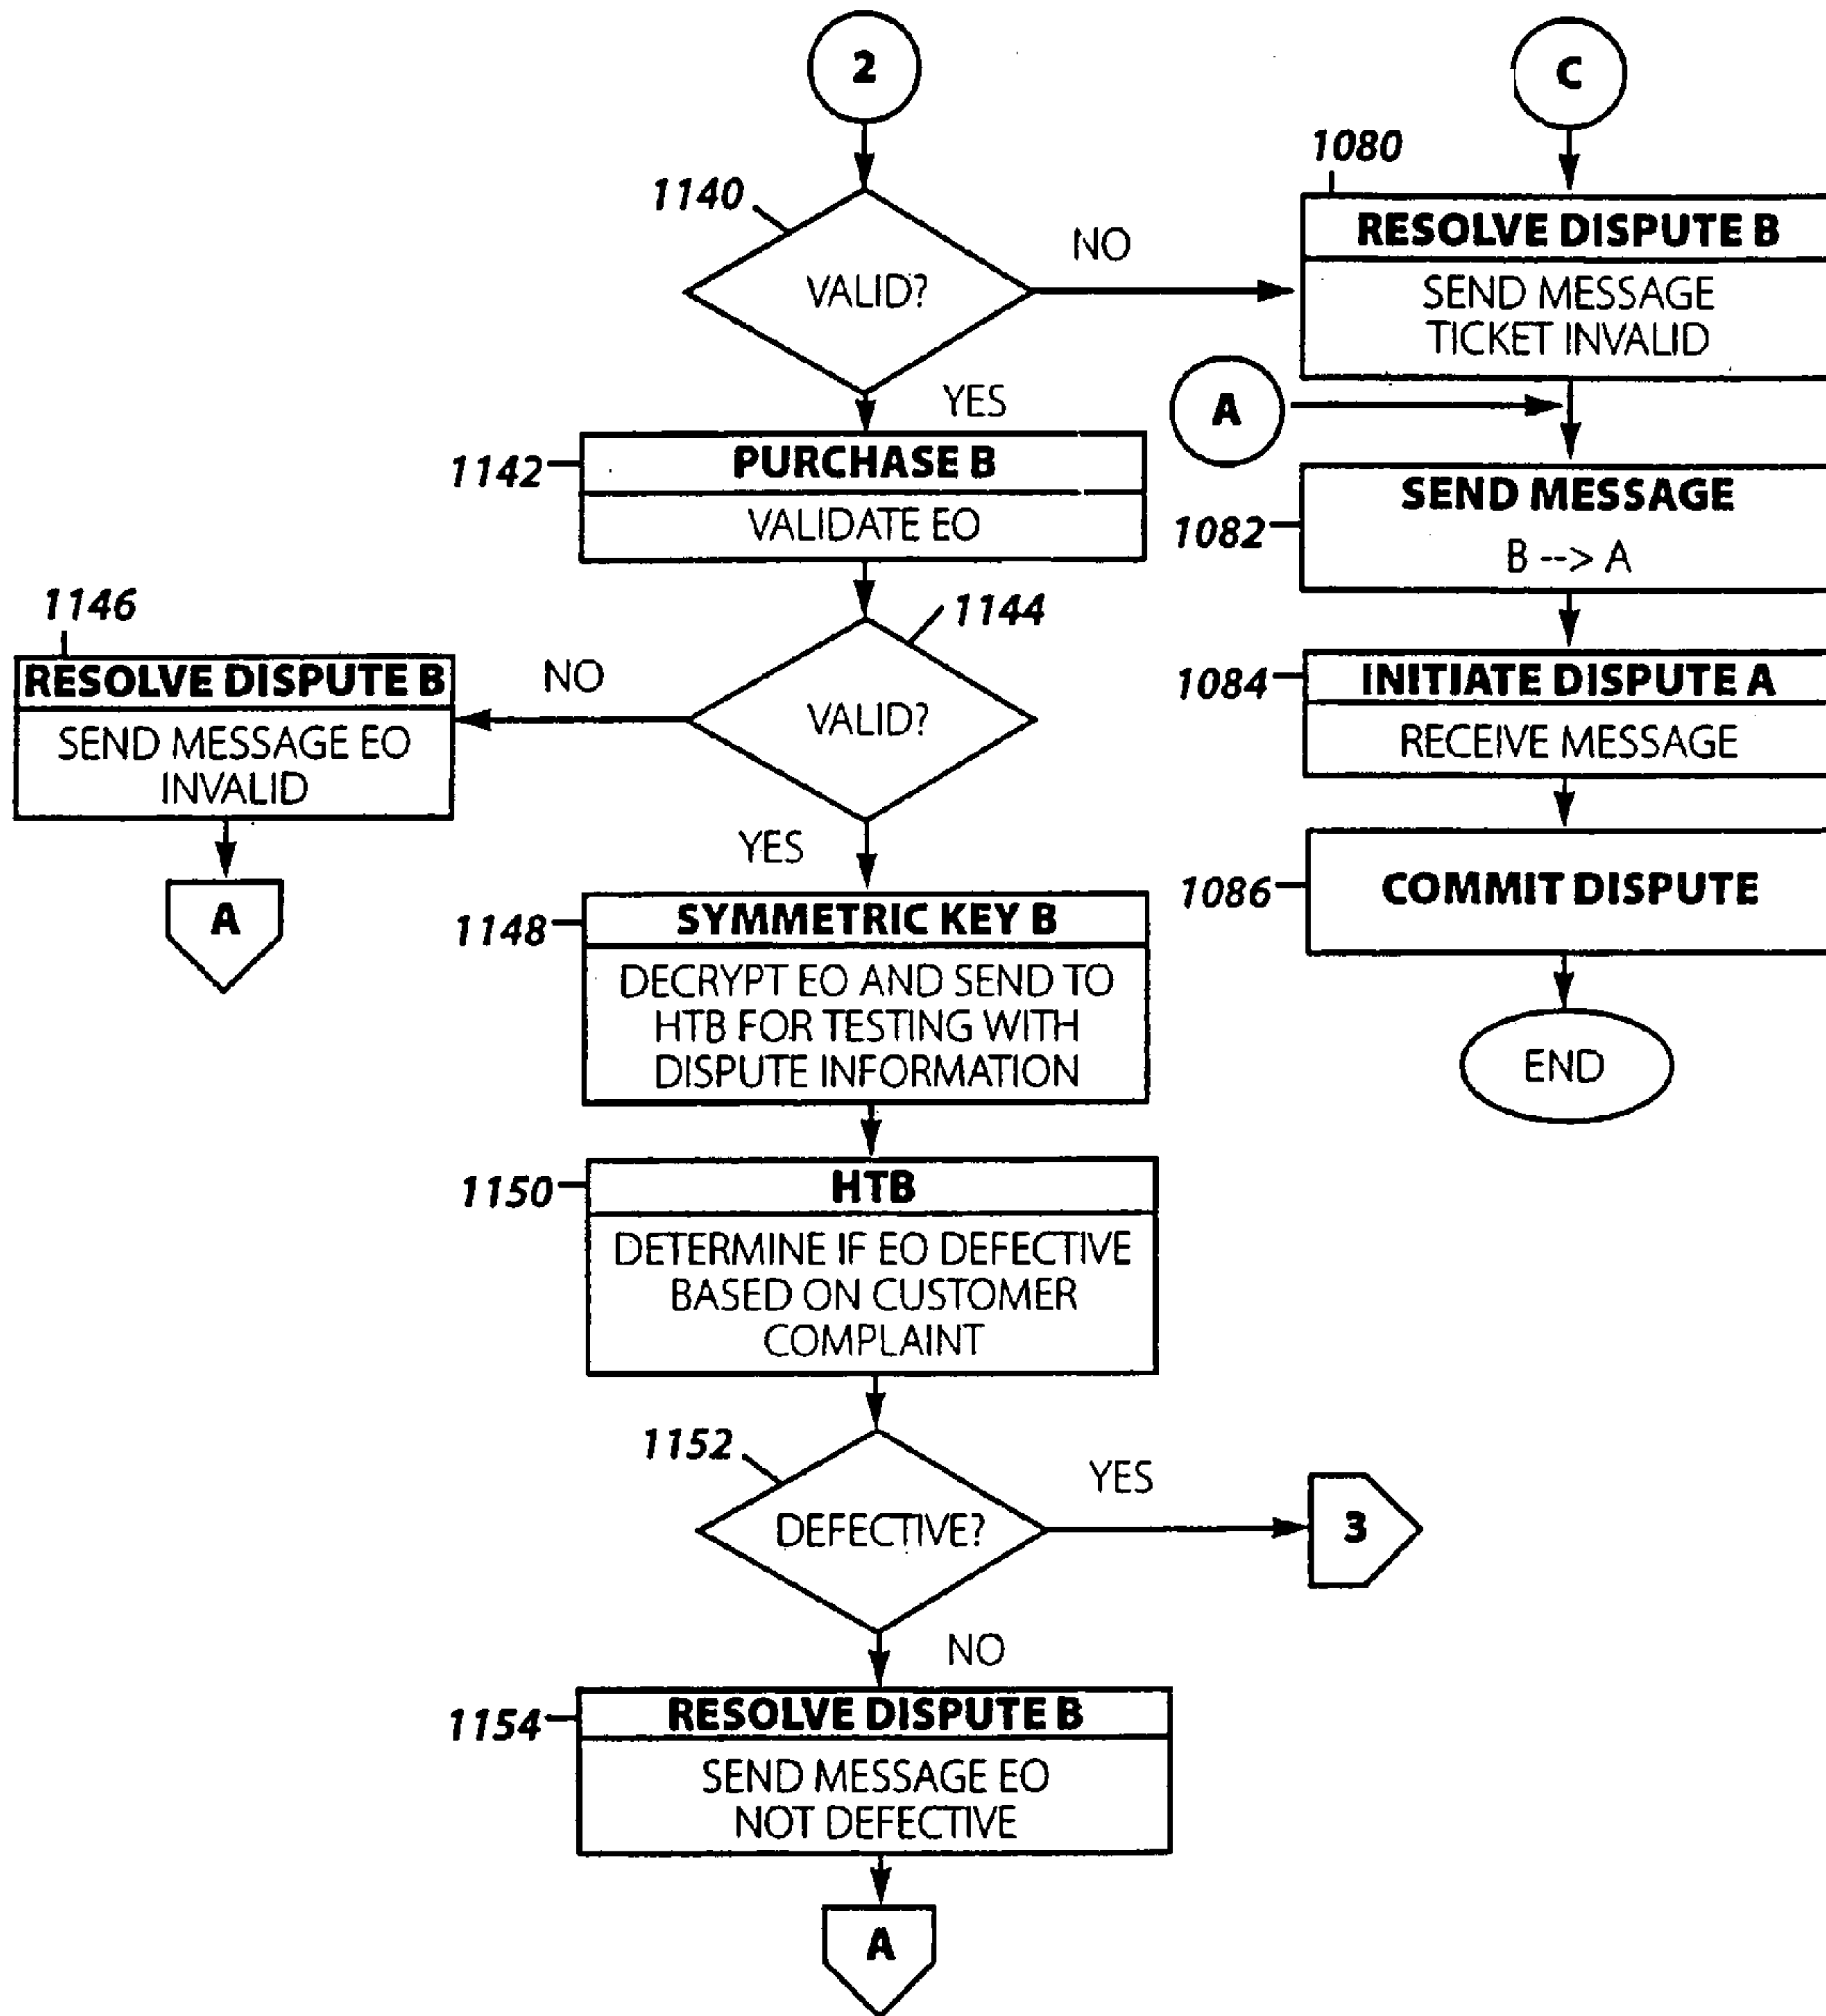 2
C
1140
VALID?
NO
YES
1080
RESOLVE DISPUTE B
SEND MESSAGE
TICKET INVALID
A
1142
PURCHASE B
VALIDATE EO
1082
SEND MESSAGE
B --> A
1144
VALID?
NO
YES
1146
RESOLVE DISPUTE B
SEND MESSAGE EO
INVALID
A
1084
INITIATE DISPUTE A
RECEIVE MESSAGE
1086
COMMIT DISPUTE
END
1148
SYMMETRIC KEY B
DECRYPT EO AND SEND TO
HTB FOR TESTING WITH
DISPUTE INFORMATION
1150
HTB
DETERMINE IF EO DEFECTIVE
BASED ON CUSTOMER
COMPLAINT
1152
DEFECTIVE?
YES
3
NO
1154
RESOLVE DISPUTE B
SEND MESSAGE EO
NOT DEFECTIVE
A